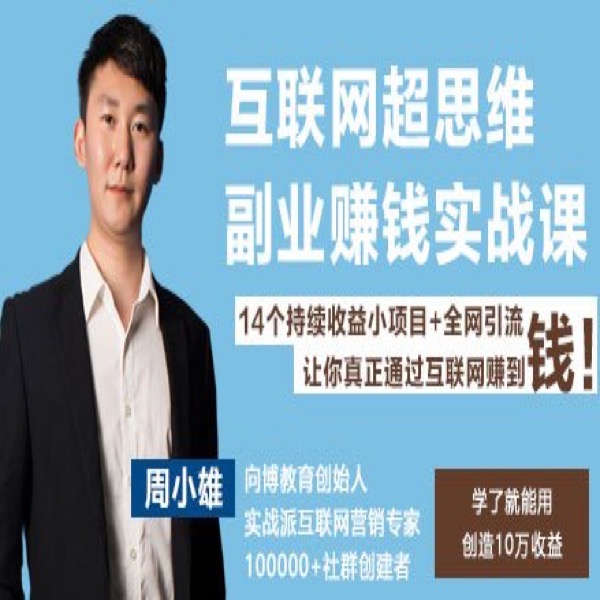 互联网超思维
副业赚钱实战课
14个持续收益小项目+全网引流
让你真正通过互联网赚到钱！
周小雄
向博教育创始人
实战派互联网营销专家
100000+社群创建者
学了就能用
创造10万收益